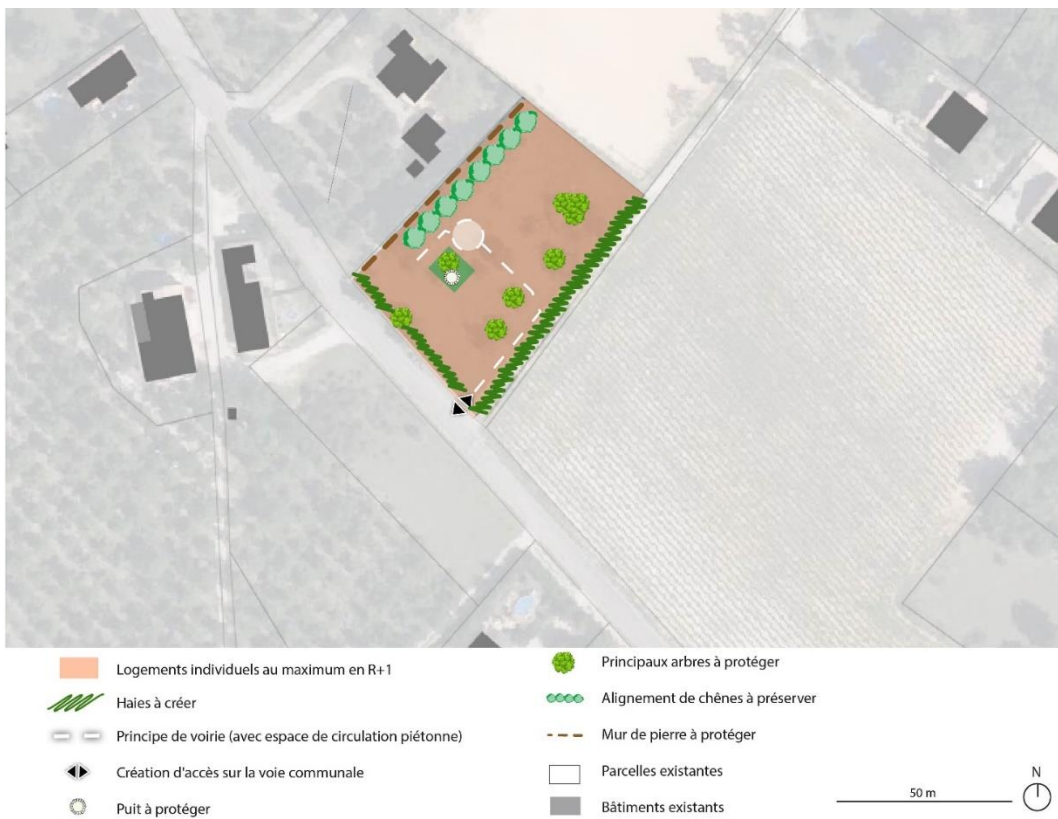 Logements individuels au maximum en R+1
Haies à créer
Principe de voirie (avec espace de circulation piétonne)
Création d'accès sur la voie communale
Puit à protéger
Principaux arbres à protéger
Alignement de chênes à préserver
Mur de pierre à protéger
Parcelles existantes
Bâtiments existants
50 m
N